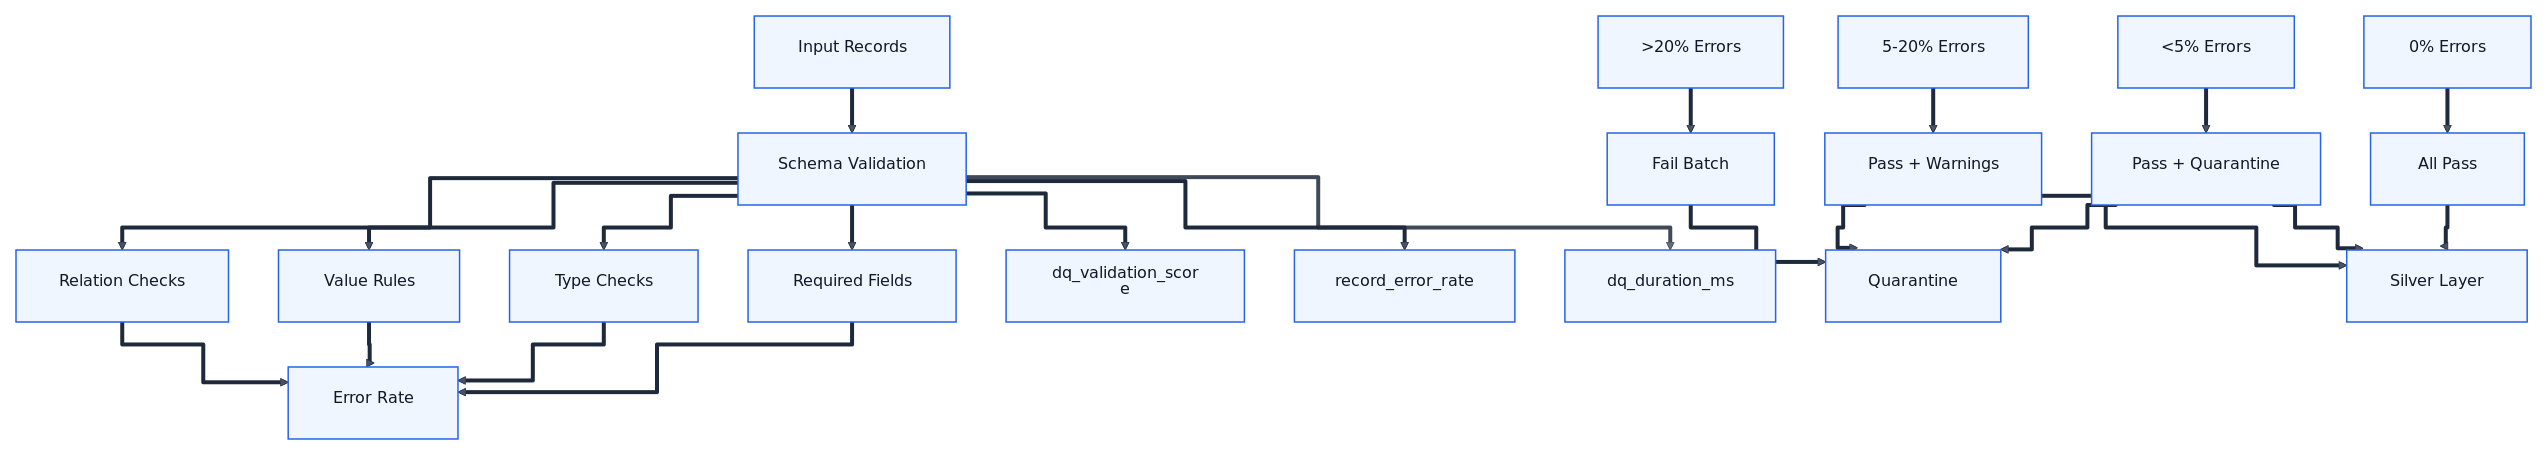 Input Records
>20% Errors
5-20% Errors
<5% Errors
0% Errors
Schema Validation
Fail Batch
Pass + Warnings
Pass + Quarantine
All Pass
Relation Checks
Value Rules
Type Checks
Required Fields
dq_validation_scor
e
record_error_rate
dq_duration_ms
Quarantine
Silver Layer
Error Rate